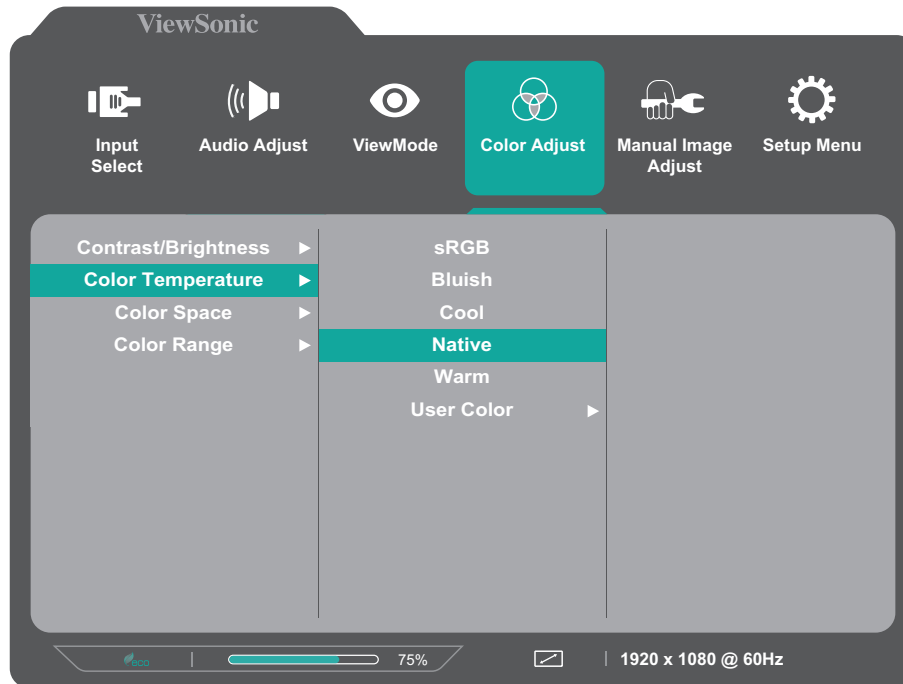 ViewSonic
Input
Select
Audio Adjust
ViewMode
Color Adjust
Manual Image
Adjust
Setup Menu
Contrast/Brightness
Color Temperature
Color Space
Color Range
sRGB
Bluish
Cool
Native
Warm
User Color
eco
75%
1920 x 1080 @ 60Hz